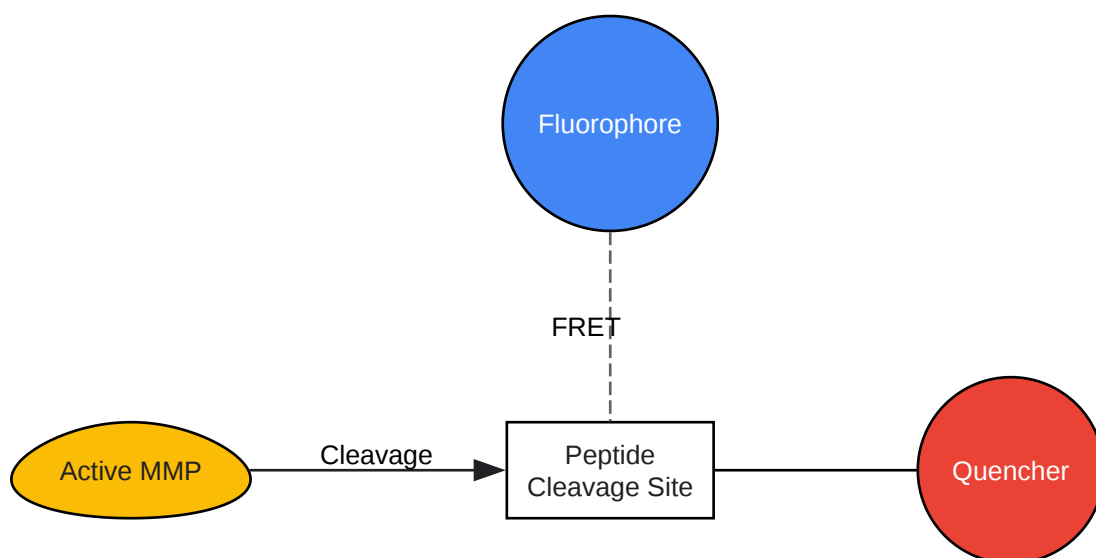 Fluorophore
FRET
Active MMP
Cleavage
Peptide
Cleavage Site
Quencher